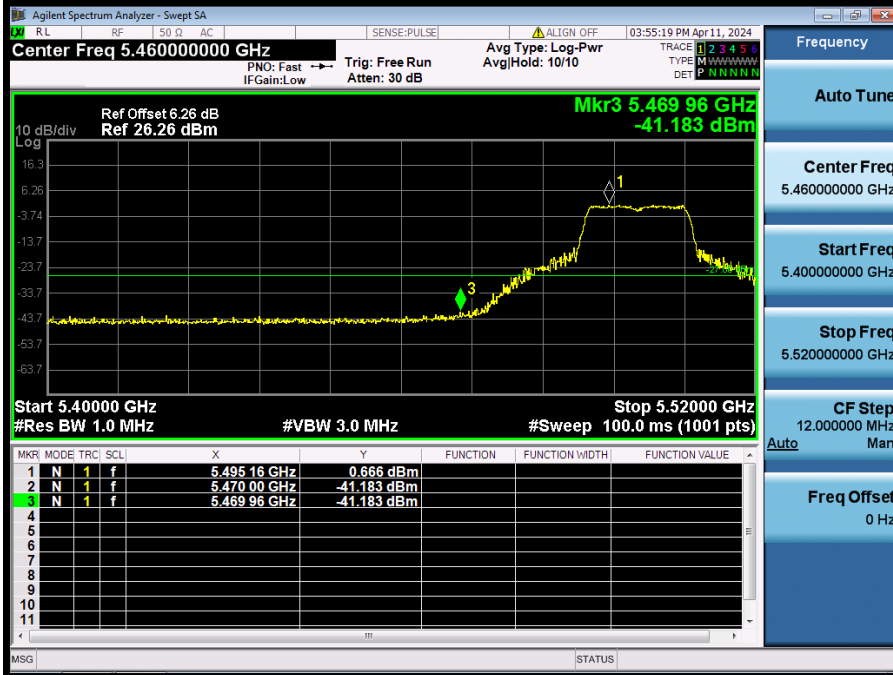 Agilent Spectrum Analyzer - Swept SA
LXI RL RF 50 Ω AC SENSE:PULSE ALIGN OFF 03:55:19 PM Apr 11, 2024
Center Freq 5.460000000 GHz
PNO: Fast
IFGain:Low
Trig: Free Run
Atten: 30 dB
Avg Type: Log-Pwr
Avg|Hold: 10/10
TRACE 1 2 3 4 5 6
TYPE M WWWWW
DET P N N N N N
Mkr3 5.469 96 GHz
-41.183 dBm
Ref Offset 6.26 dB
10 dB/div Ref 26.26 dBm
Log
16.3
6.26
-3.74
-13.7
-23.7
-33.7
-43.7
-53.7
-63.7
1
3
Start 5.40000 GHz Stop 5.52000 GHz
#Res BW 1.0 MHz #VBW 3.0 MHz #Sweep 100.0 ms (1001 pts)
MKR MODE TRC SCL X Y FUNCTION FUNCTION WIDTH FUNCTION VALUE
1 N 1 f 5.495 16 GHz 0.666 dBm
2 N 1 f 5.470 00 GHz -41.183 dBm
3 N 1 f 5.469 96 GHz -41.183 dBm
4
5
6
7
8
9
10
11
MSG STATUS
Frequency
Auto Tune
Center Freq
5.460000000 GHz
Start Freq
5.400000000 GHz
Stop Freq
5.520000000 GHz
CF Step
12.000000 MHz
Auto Man
Freq Offset
0 Hz